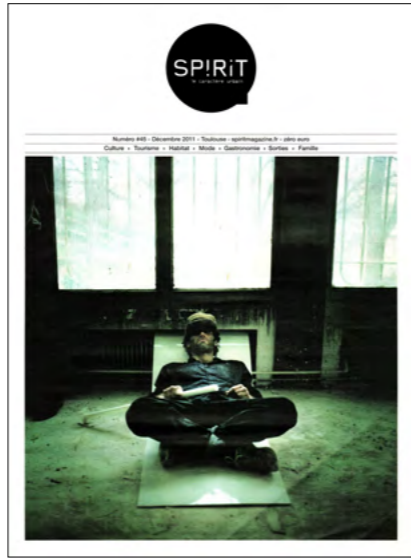 SP!RiT
le caractère urbain
Numéro #45 - Décembre 2011 - Toulouse - spiritmagazine.fr - zéro euro
Culture + Tourisme + Habitat + Mode + Gastronomie + Sorties + Famille